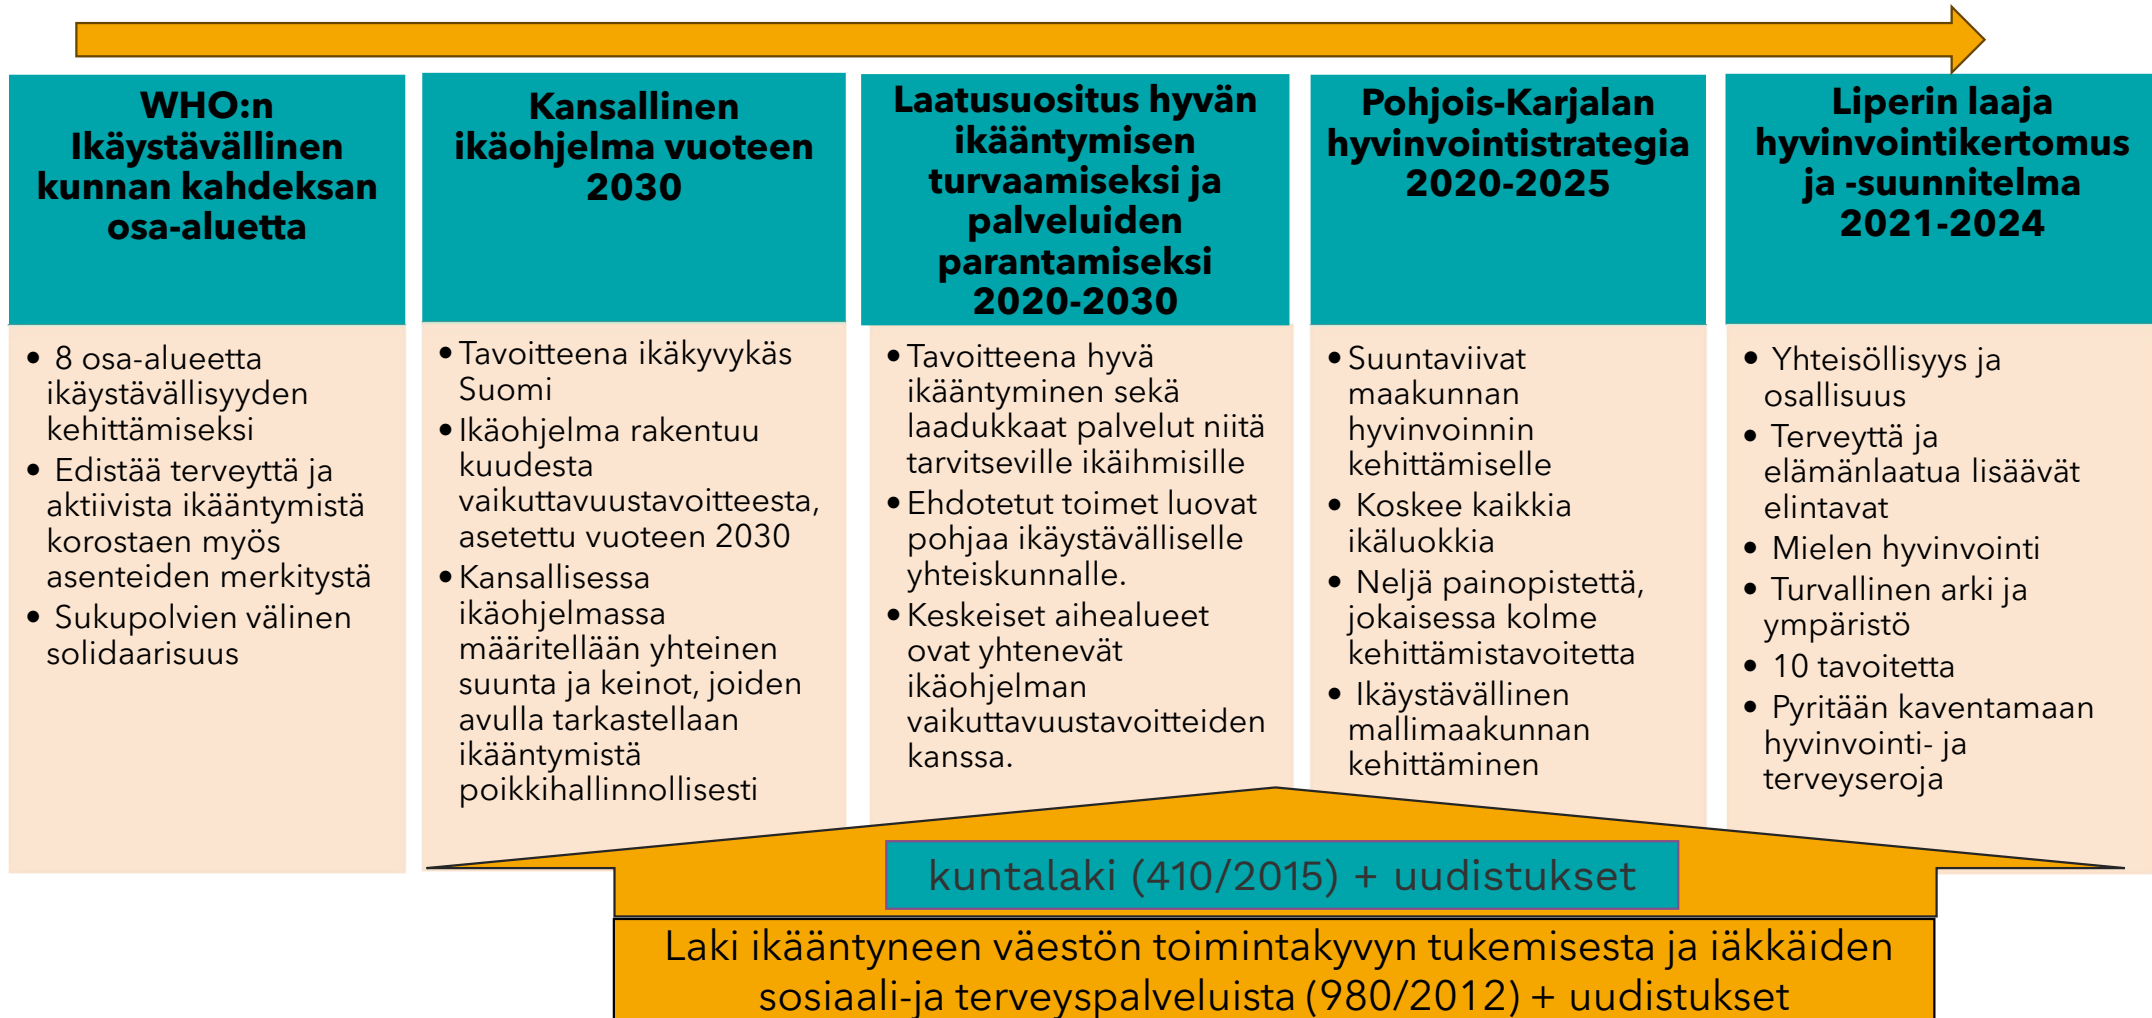 WHO:n
Ikäystävällinen
kunnan kahdeksan
osa-aluetta
• 8 osa-alueetta
ikäystävällisyyden
kehittämiseksi
• Edistää terveyttä ja
aktiivista ikääntymistä
korostaen myös
asenteiden merkitystä
• Sukupolvien välinen
solidaarisuus
Kansallinen
ikäohjelma vuoteen
2030
• Tavoitteena ikäkyvykäs
Suomi
• Ikäohjelma rakentuu
kuudesta
vaikuttavuustavoitteesta,
asetettu vuoteen 2030
• Kansallisessa
ikäohjelmassa
määritellään yhteinen
suunta ja keinot, joiden
avulla tarkastellaan
ikääntymistä
poikkihallinnollisesti
Laatusuositus hyvän
ikääntymisen
turvaamiseksi ja
palveluiden
parantamiseksi
2020-2030
• Tavoitteena hyvä
ikääntyminen sekä
laadukkaat palvelut niitä
tarvitseville ikäihmisille
• Ehdotetut toimet luovat
pohjaa ikäystävälliselle
yhteiskunnalle.
• Keskeiset aihealueet
ovat yhtenevät
ikäohjelman
vaikuttavuustavoitteiden
kanssa.
Pohjois-Karjalan
hyvinvointistrategia
2020-2025
• Suuntaviivat
maakunnan
hyvinvoinnin
kehittämiselle
• Koskee kaikkia
ikäluokkia
• Neljä painopistettä,
jokaisessa kolme
kehittämistavoitetta
• Ikäystävällinen
mallimaakunnan
kehittäminen
Liperin laaja
hyvinvointikertomus
ja -suunnitelma
2021-2024
• Yhteisöllisyys ja
osallisuus
• Terveyttä ja
elämänlaatua lisäävät
elintavat
• Mielen hyvinvointi
• Turvallinen arki ja
ympäristö
• 10 tavoitetta
• Pyritään kaventamaan
hyvinvointi- ja
terveyseroja
kuntalaki (410/2015) + uudistukset
Laki ikääntyneen väestön toimintakyvyn tukemisesta ja iäkkäiden
sosiaali-ja terveyspalveluista (980/2012) + uudistukset